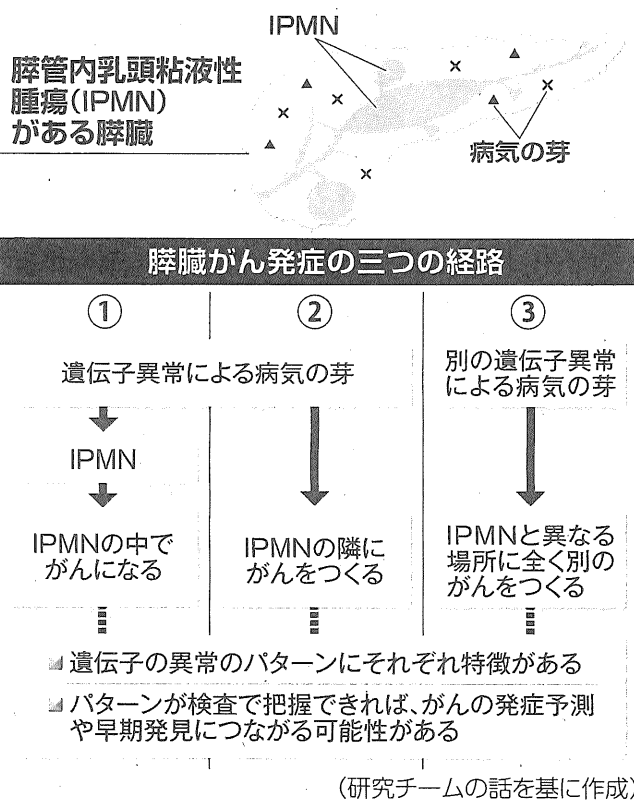 IPMN
膵管内乳頭粘液性
腫瘍(IPMN)
がある膵臓
病気の芽
膵臓がん発症の三つの経路
①
②
③
遺伝子異常による病気の芽
別の遺伝子異常
による病気の芽
IPMN
IPMNの中で
がんになる
IPMNの隣に
がんをつくる
IPMNと異なる
場所に全く別の
がんをつくる
遺伝子の異常のパターンにそれぞれ特徴がある
パターンが検査で把握できれば、がんの発症予測
や早期発見につながる可能性がある
(研究チームの話を基に作成)